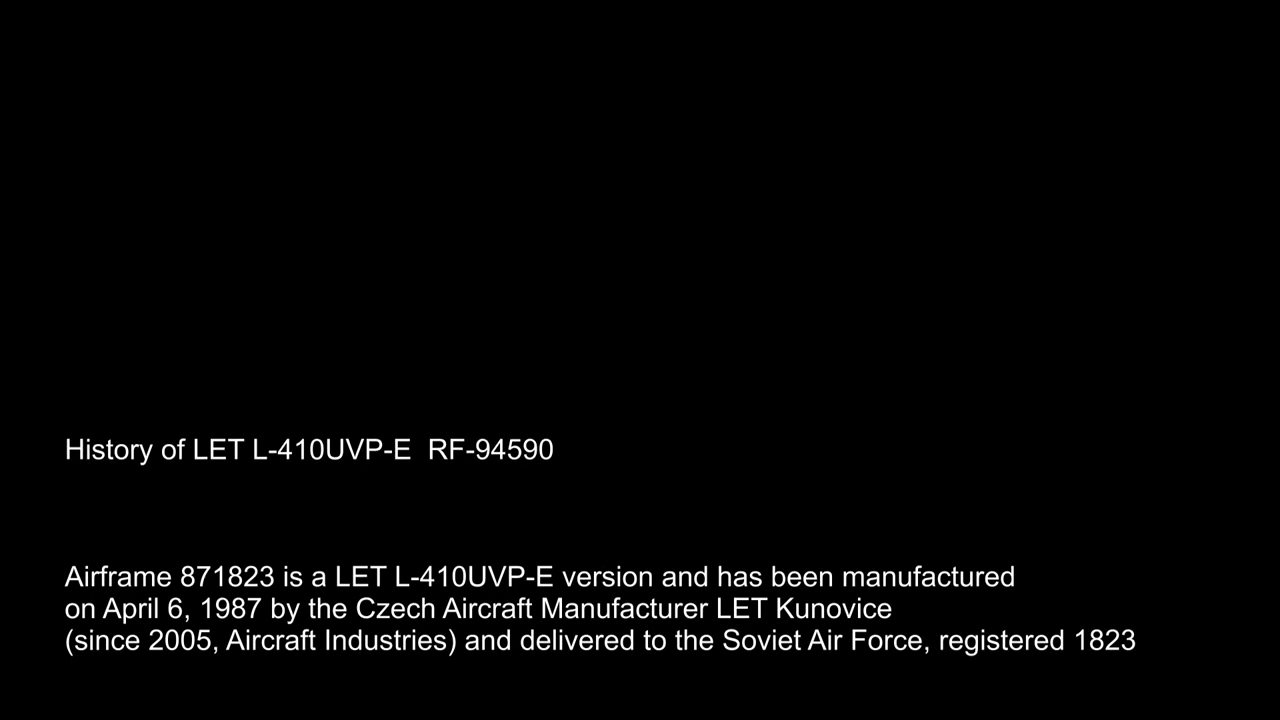 History of LET L-410UVP-E  RF-94590
Airframe 871823 is a LET L-410UVP-E version and has been manufactured
on April 6, 1987 by the Czech Aircraft Manufacturer LET Kunovice
(since 2005, Aircraft Industries) and delivered to the Soviet Air Force, registered 1823